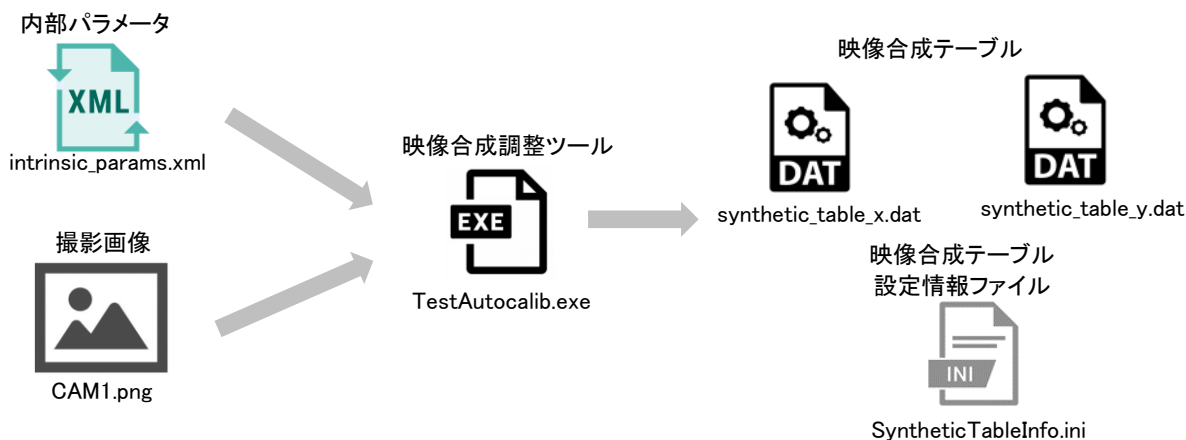 内部パラメータ
XML
intrinsic_params.xml
撮影画像
CAM1.png
映像合成調整ツール
EXE
TestAutocalib.exe
映像合成テーブル
DAT
synthetic_table_x.dat
DAT
synthetic_table_y.dat
映像合成テーブル
設定情報ファイル
INI
SyntheticTableInfo.ini